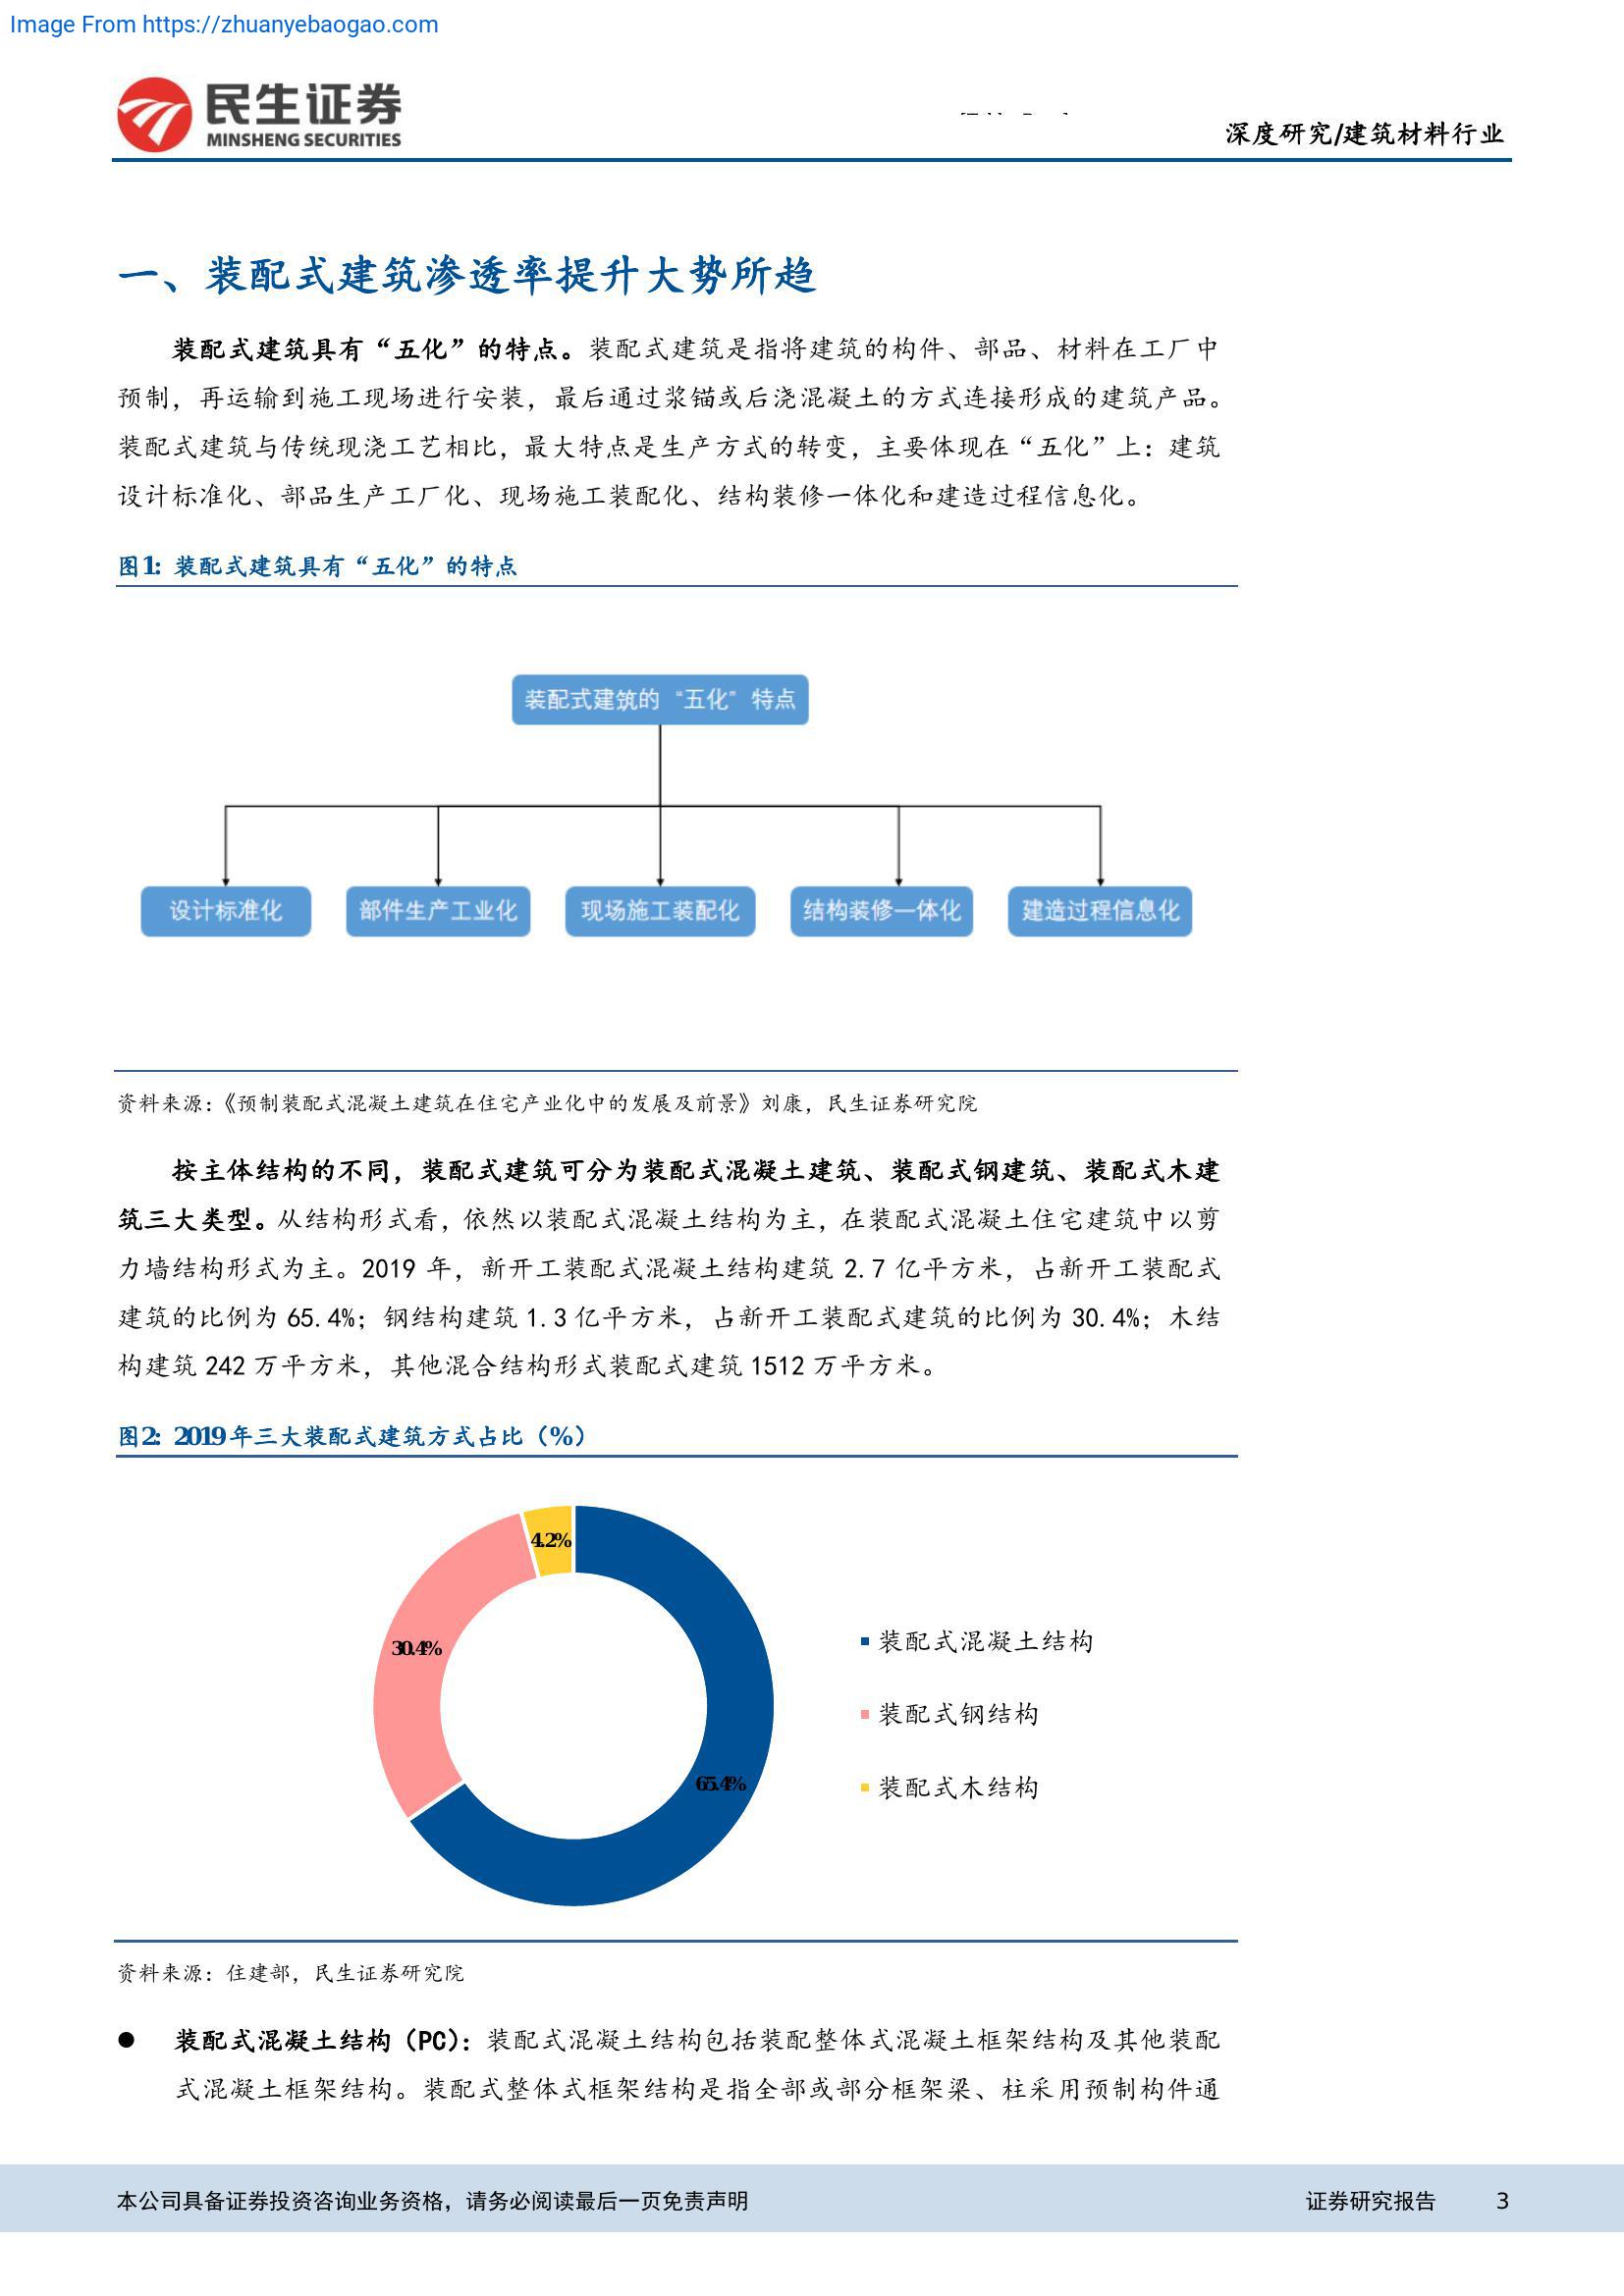 Image From https://zhuanyebaogao.com
民生证券
MINSHENG SECURITIES
深度研究/建筑材料行业
一、装配式建筑渗透率提升大势所趋
装配式建筑具有“五化”的特点。装配式建筑是指将建筑的构件、部品、材料在工厂中
预制，再运输到施工现场进行安装，最后通过浆锚或后浇混凝土的方式连接形成的建筑产品。
装配式建筑与传统现浇工艺相比，最大特点是生产方式的转变，主要体现在“五化”上：建筑
设计标准化、部品生产工厂化、现场施工装配化、结构装修一体化和建造过程信息化。
图1：装配式建筑具有“五化”的特点
装配式建筑的“五化”特点
设计标准化 部件生产工业化 现场施工装配化 结构装修一体化 建造过程信息化
资料来源：《预制装配式混凝土建筑在住宅产业化中的发展及前景》刘康，民生证券研究院
按主体结构的不同，装配式建筑可分为装配式混凝土建筑、装配式钢建筑、装配式木建
筑三大类型。从结构形式看，依然以装配式混凝土结构为主，在装配式混凝土住宅建筑中以剪
力墙结构形式为主。2019 年，新开工装配式混凝土结构建筑 2.7 亿平方米，占新开工装配式
建筑的比例为 65.4%；钢结构建筑 1.3 亿平方米，占新开工装配式建筑的比例为 30.4%；木结
构建筑 242 万平方米，其他混合结构形式装配式建筑 1512 万平方米。
图2：2019年三大装配式建筑方式占比（%）
4.2%
30.4%
65.4%
装配式混凝土结构
装配式钢结构
装配式木结构
资料来源：住建部，民生证券研究院
● 装配式混凝土结构（PC）：装配式混凝土结构包括装配整体式混凝土框架结构及其他装配
式混凝土框架结构。装配式整体式框架结构是指全部或部分框架梁、柱采用预制构件通
本公司具备证券投资咨询业务资格，请务必阅读最后一页免责声明 证券研究报告 3